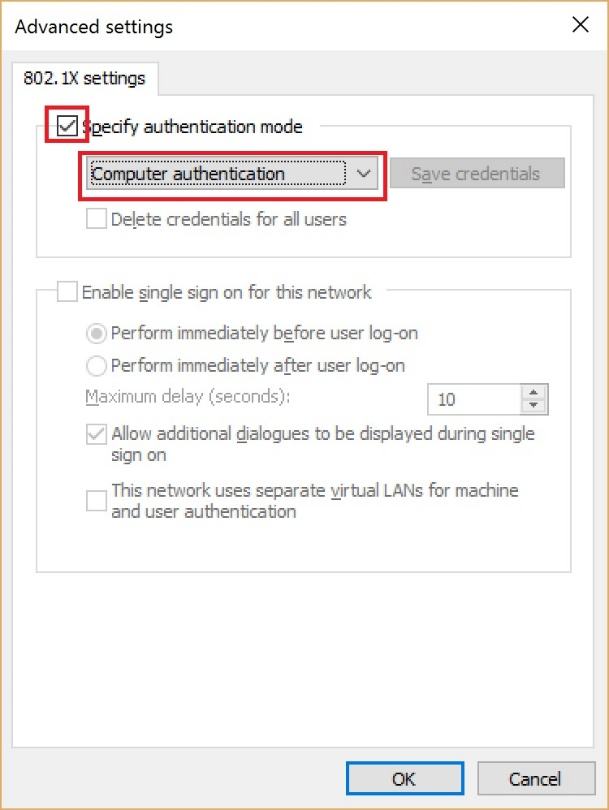 Advanced settings
802.1X settings
Specify authentication mode
Computer authentication
Save credentials
Delete credentials for all users
Enable single sign on for this network
Perform immediately before user log-on
Perform immediately after user log-on
Maximum delay (seconds):
10
Allow additional dialogues to be displayed during single
sign on
This network uses separate virtual LANs for machine
and user authentication
OK
Cancel